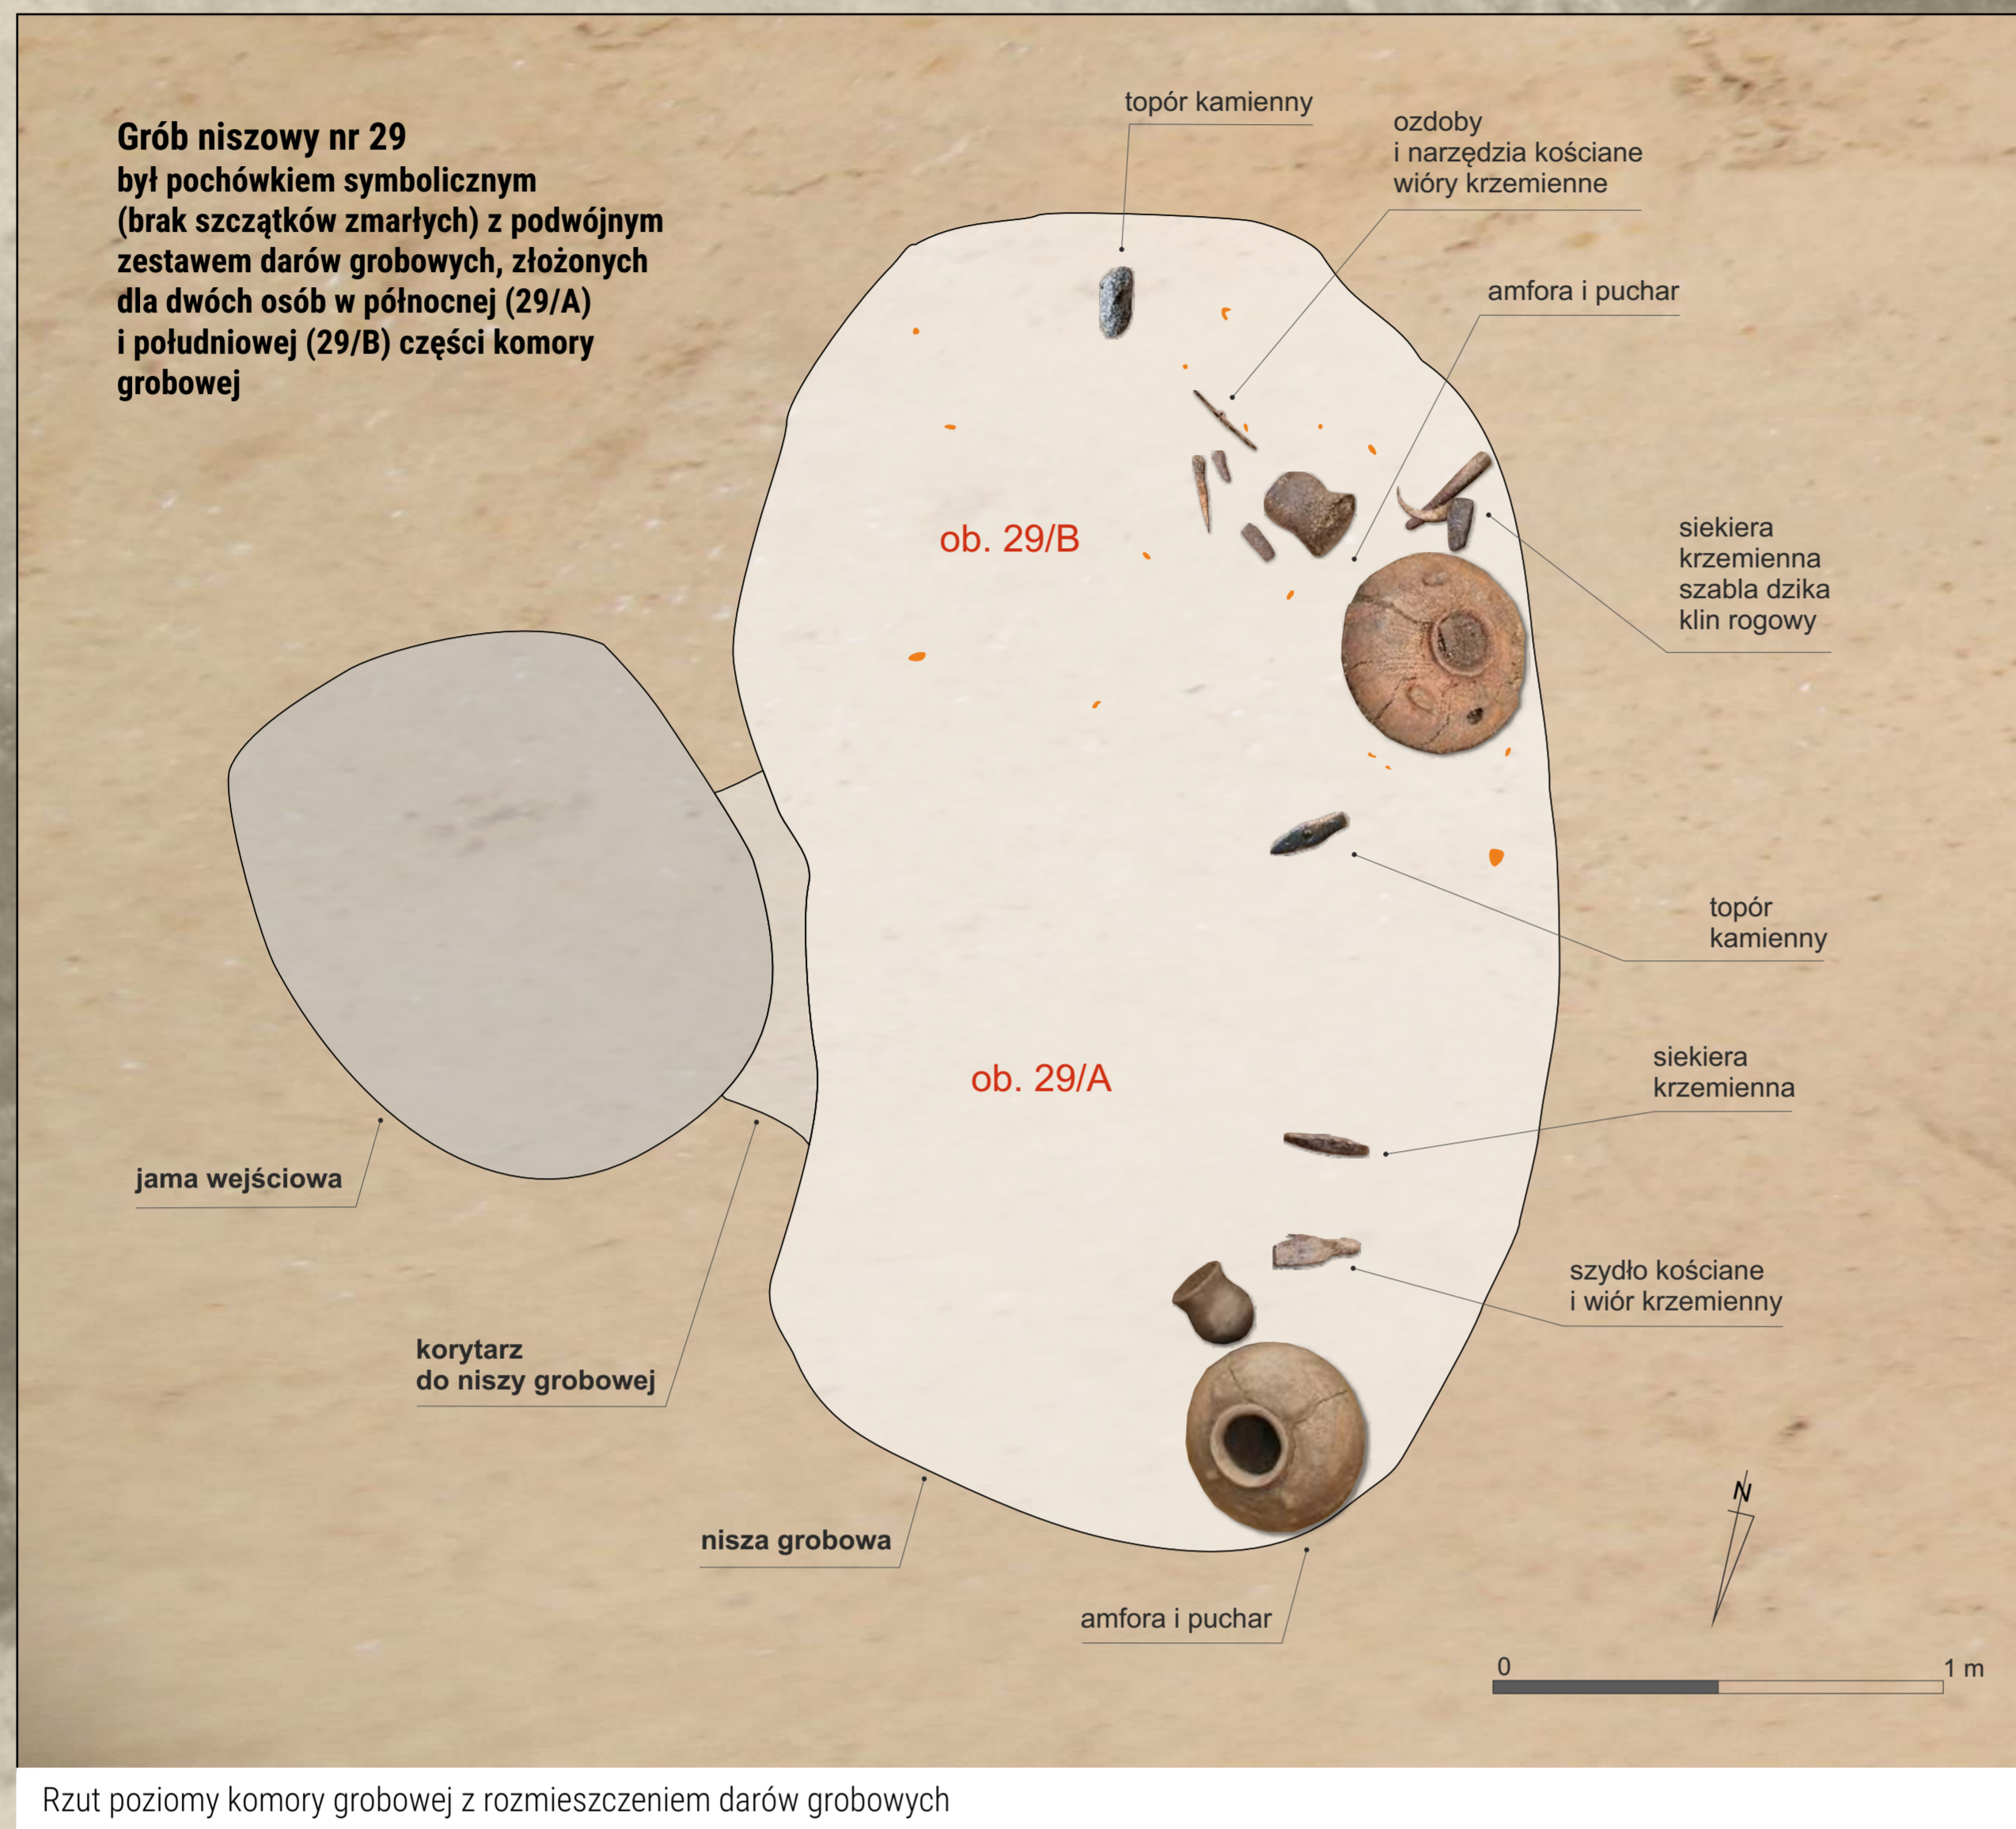 Grób niszowy nr 29
był pochówkiem symbolicznym
(brak szczątków zmarłych) z podwójnym
zestawem darów grobowych, złożonych
dla dwóch osób w północnej (29/A)
i południowej (29/B) części komory
grobowej
topór kamienny
ozdoby
i narzędzia kościane
wióry krzemienne
amfora i puchar
siekiera
krzemienna
szabla dzika
klin rogowy
ob. 29/B
topór
kamienny
ob. 29/A
siekiera
krzemienna
jama wejściowa
szydło kościane
i wiór krzemienny
korytarz
do niszy grobowej
nisza grobowa
amfora i puchar
N
0
1 m
Rzut poziomy komory grobowej z rozmieszczeniem darów grobowych